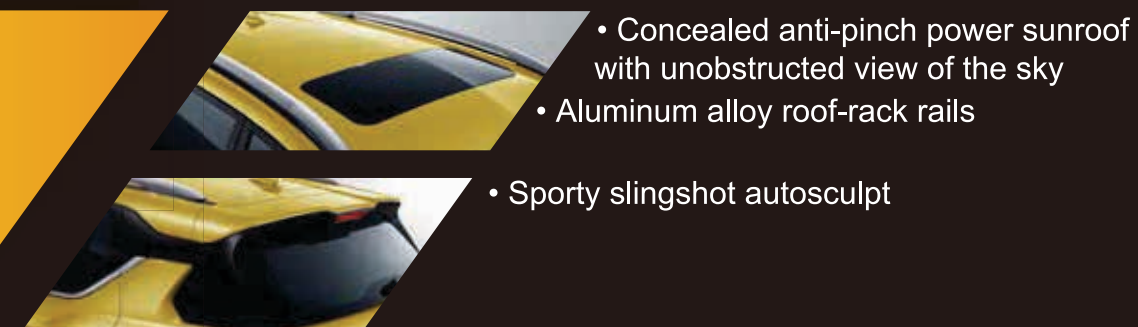 • Concealed anti-pinch power sunroof
with unobstructed view of the sky
• Aluminum alloy roof-rack rails
• Sporty slingshot autosculpt